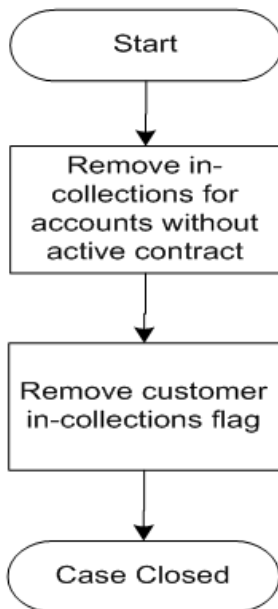 Start
Remove in-
collections for
accounts without
active contract
Remove customer
in-collections flag
Case Closed